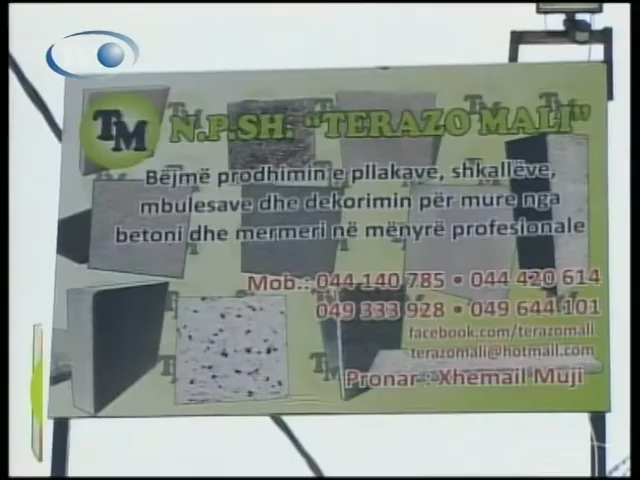 TM N.P.SH. "TERAZO MALI"
Bëjmë prodhimin e pllakave, shkallëve,
mbulesave dhe dekorimin për mure nga
betoni dhe mermeri në mënyrë profesionale
Mob.: 044 140 785 • 044 420 614
049 333 928 • 049 644 101
facebook.com/terazomali
terazomali@hotmail.com
Pronar : Xhemail Muji